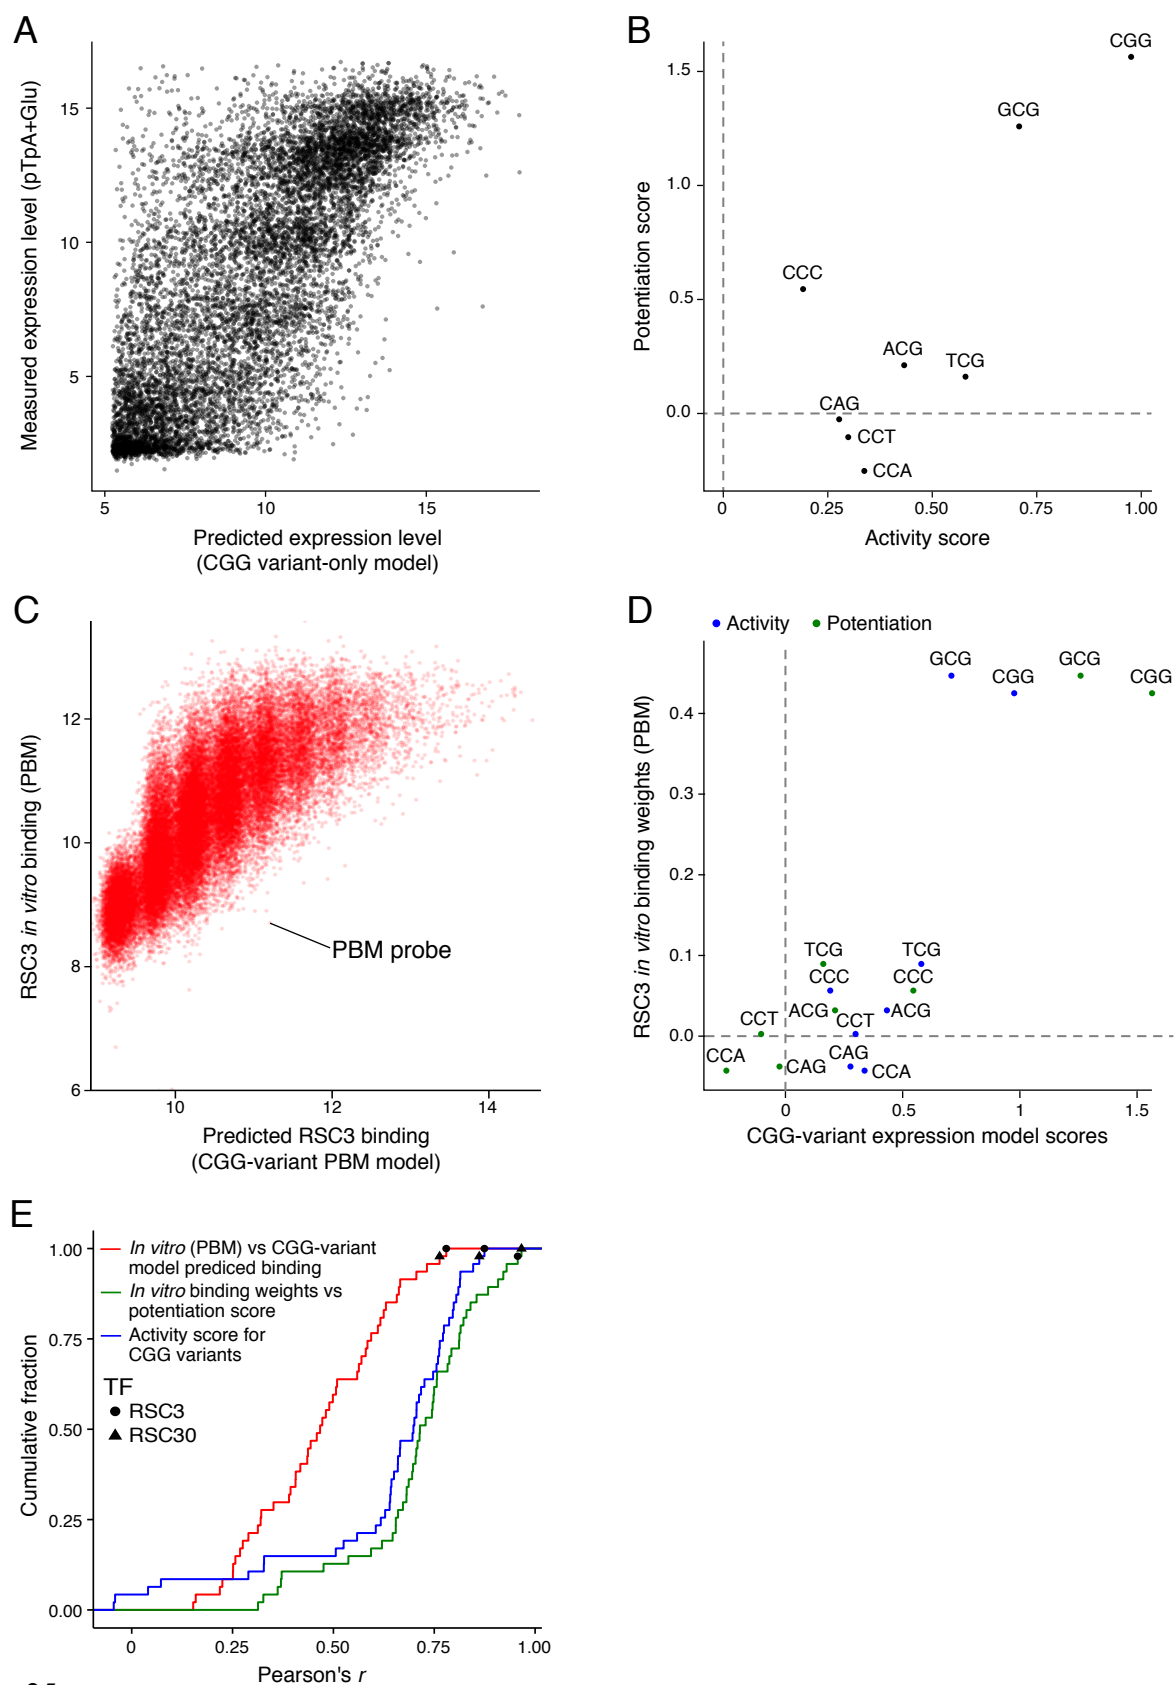 A
Measured expression level (pTpA+Glu)
15
10
5
5
10
15
Predicted expression level
(CGG variant-only model)
B
Potentiation score
1.5
1.0
0.5
0.0
CGG
GCG
CCC
ACG
TCG
CAG
CCT
CCA
0
0.25
0.50
0.75
1.00
Activity score
C
RSC3 in vitro binding (PBM)
12
10
8
6
PBM probe
10
12
14
Predicted RSC3 binding
(CGG-variant PBM model)
D
Activity
Potentiation
RSC3 in vitro binding weights (PBM)
0.4
0.3
0.2
0.1
0.0
GCG
CGG
GCG
CGG
TCG
TCG
CCC
CCC
ACG
ACG
CCT
CCT
CCA
CAG
CAG
CCA
0
0.5
1
1.5
CGG-variant expression model scores
E
Cumulative fraction
1.00
0.75
0.50
0.25
0.00
In vitro (PBM) vs CGG-variant
model prediced binding
In vitro binding weights vs
potentiation score
Activity score for
CGG variants
TF
RSC3
RSC30
0
0.25
0.50
0.75
1.00
Pearson's r